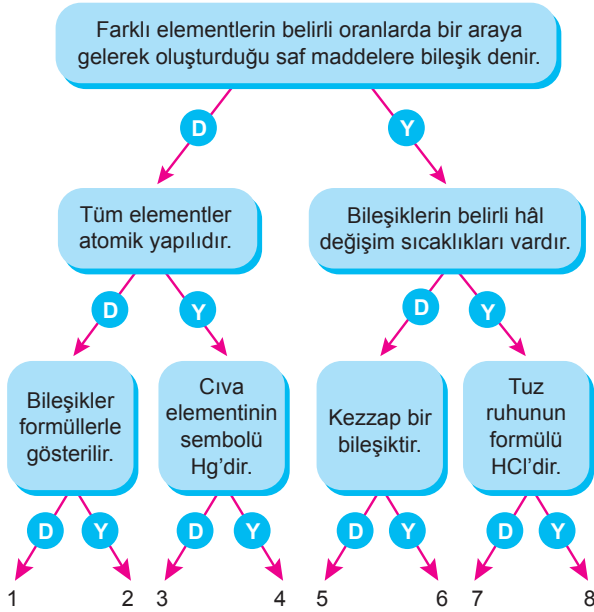 Farklı elementlerin belirli oranlarda bir araya
gelerek oluşturduğu saf maddelere bileşik denir.
D
Y
Tüm elementler
atomik yapılıdır.
Bileşiklerin belirli hâl
değişim sıcaklıkları vardır.
D
Y
D
Y
Bileşikler
formüllerle
gösterilir.
Cıva
elementinin
sembolü
Hg'dir.
Kezzap bir
bileşiktir.
Tuz
ruhunun
formülü
HCl'dir.
D
Y
D
Y
D
Y
D
Y
1
2
3
4
5
6
7
8